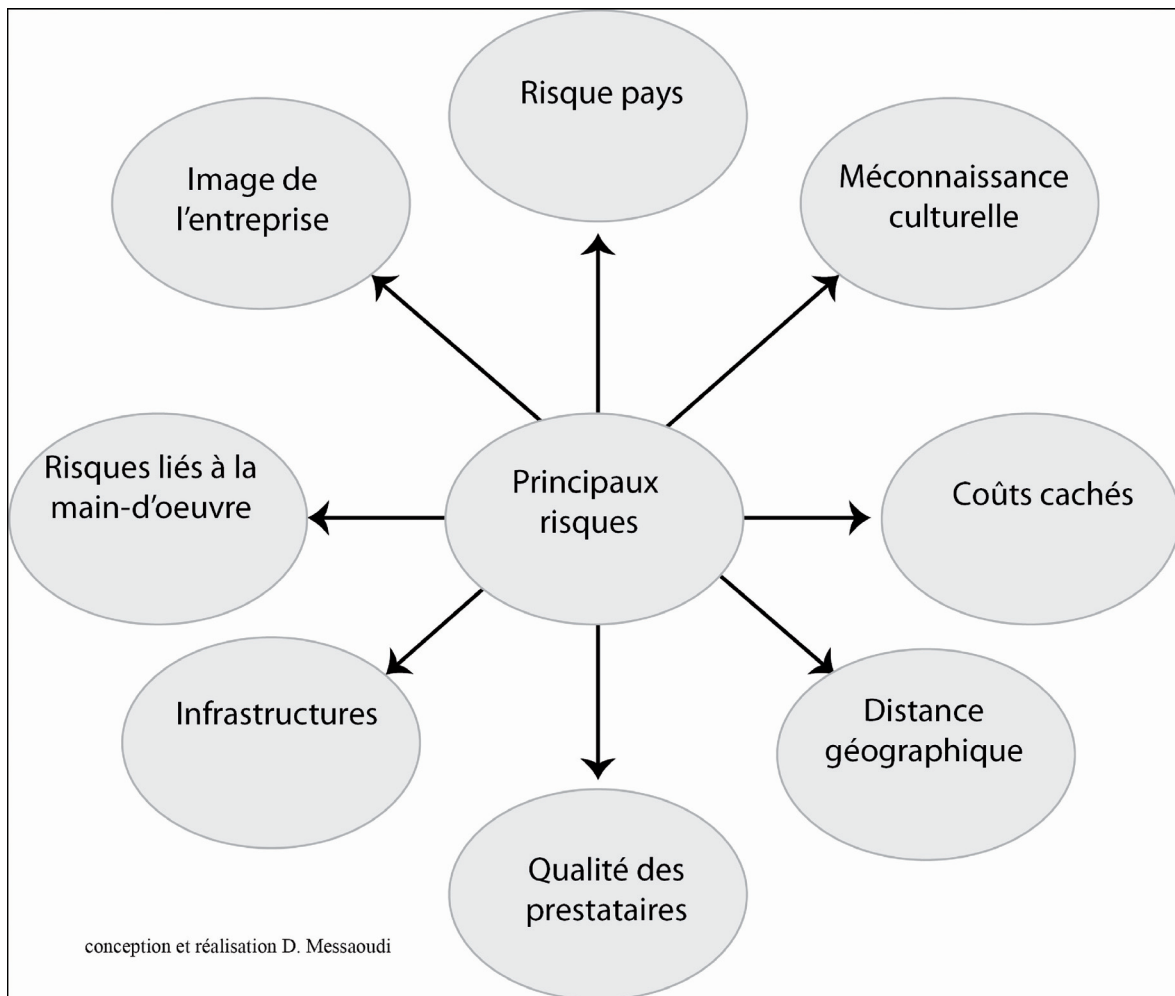 Risque pays
Image de
l'entreprise
Méconnaissance
culturelle
Risques liés à la
main-d'oeuvre
Principaux
risques
Coûts cachés
Infrastructures
Distance
géographique
Qualité des
prestataires
conception et réalisation D. Messaoudi